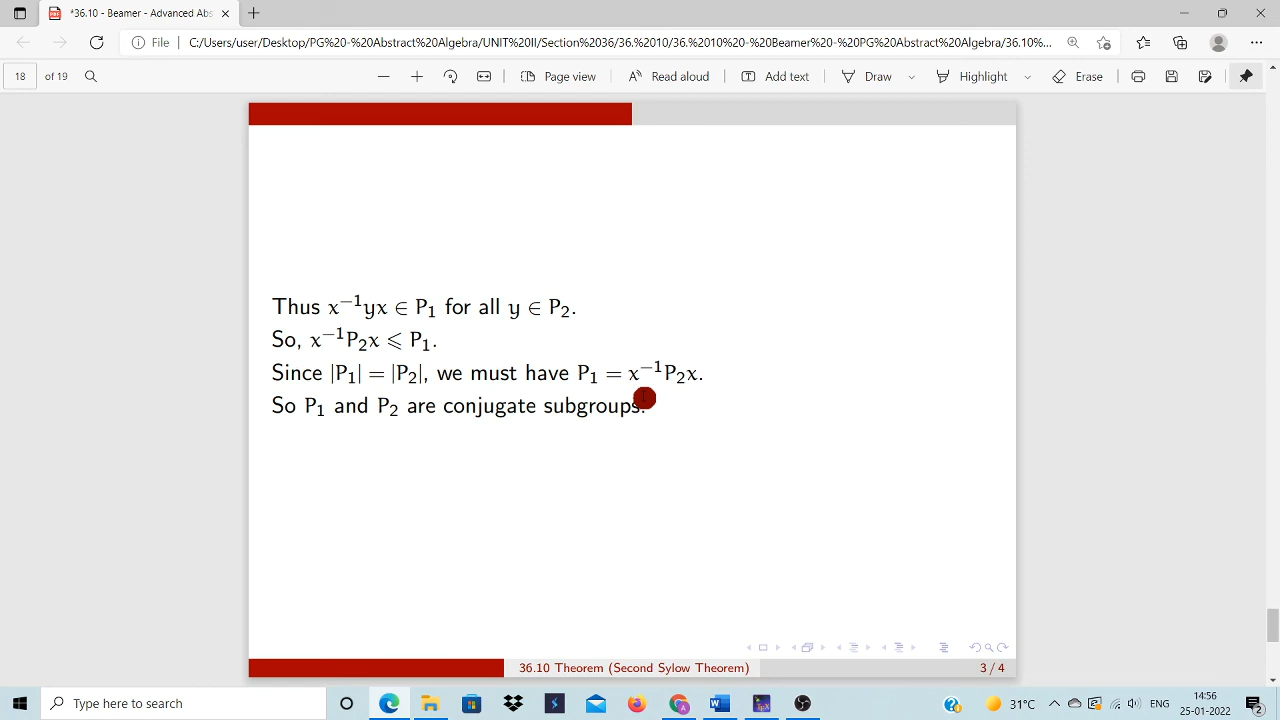 *36.10 - Beamer - Advanced Abs
File
C:/Users/user/Desktop/PG%20-%20Abstract%20Algebra/UNIT%20II/Section%2036/36.%2010/36.%2010%20-%20Beamer%20-%20PG%20Abstract%20Algebra/36.10%...
18 of 19
Page view
Read aloud
Add text
Draw
Highlight
Erase
Thus x⁻¹yx ∈ P₁ for all y ∈ P₂.
So, x⁻¹P₂x ⩽ P₁.
Since |P₁| = |P₂|, we must have P₁ = x⁻¹P₂x.
So P₁ and P₂ are conjugate subgroups.
36.10 Theorem (Second Sylow Theorem)
3 / 4
Type here to search
31°C
ENG
14:56
25-01-2022
2